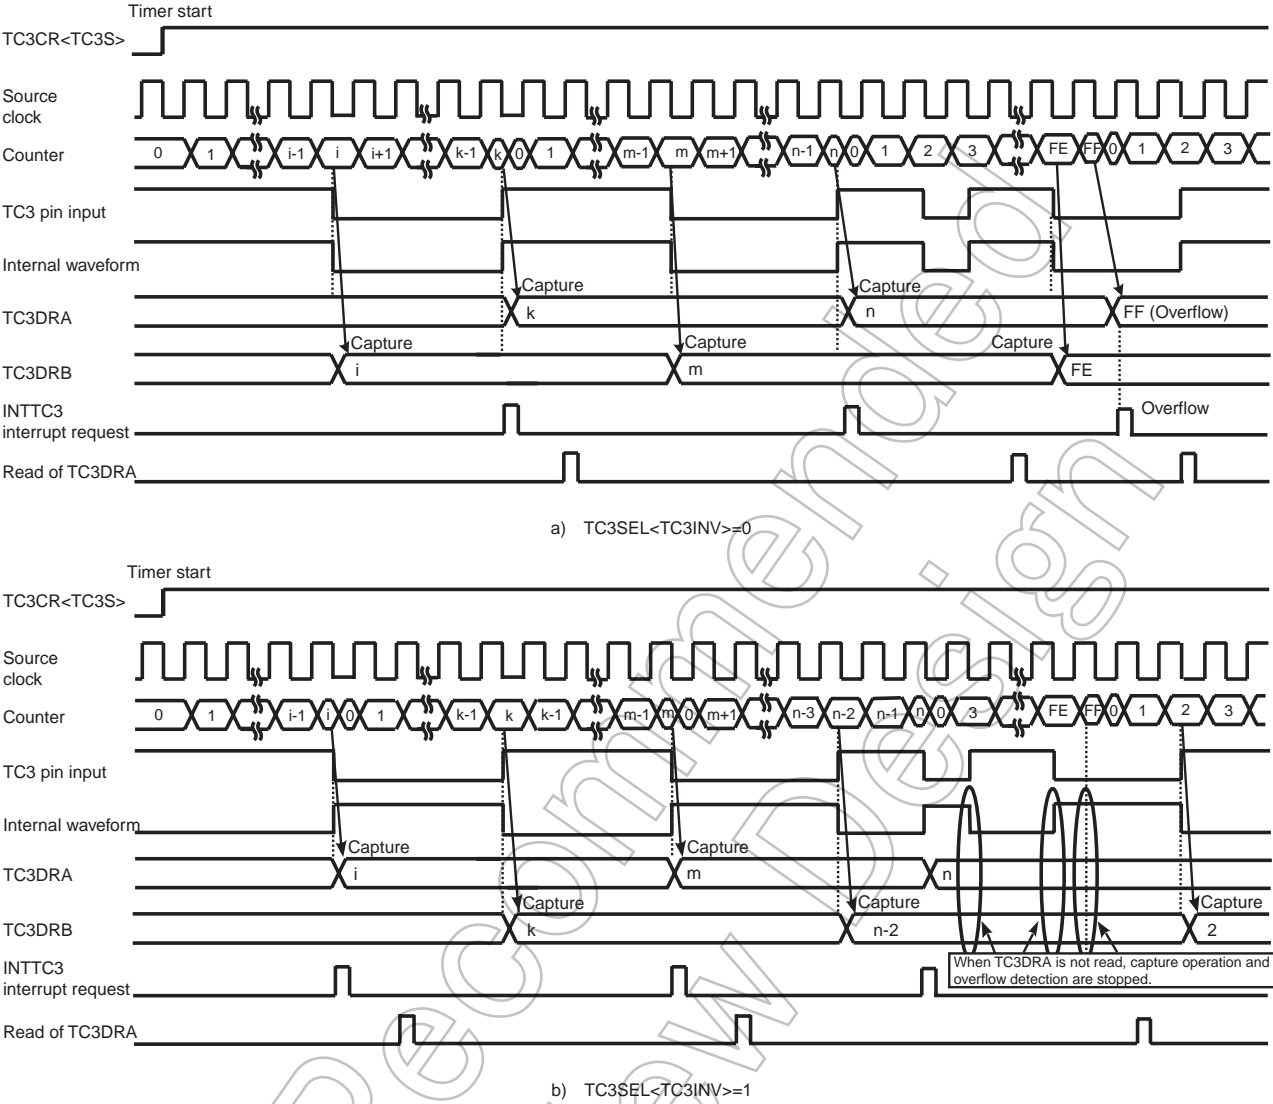 Timer start
TC3CR<TC3S>
Source
clock
Counter 0 1 i-1 i i+1 k-1 k 0 1 m-1 m m+1 n-1 n 0 1 2 3 FE FF 0 1 2 3
TC3 pin input
Internal waveform
Capture Capture
TC3DRA k n FF (Overflow)
Capture Capture Capture
TC3DRB i m FE
INTTC3
interrupt request
Overflow
Read of TC3DRA
a) TC3SEL<TC3INV>=0
Timer start
TC3CR<TC3S>
Source
clock
Counter 0 1 i-1 i 0 1 k-1 k k-1 m-1 m 0 m+1 n-3 n-2 n-1 n 0 3 FE FF 0 1 2 3
TC3 pin input
Internal waveform
Capture Capture
TC3DRA i m n
Capture Capture Capture
TC3DRB k n-2 2
When TC3DRA is not read, capture operation and
overflow detection are stopped.
INTTC3
interrupt request
Read of TC3DRA
b) TC3SEL<TC3INV>=1
Recommended
New Design